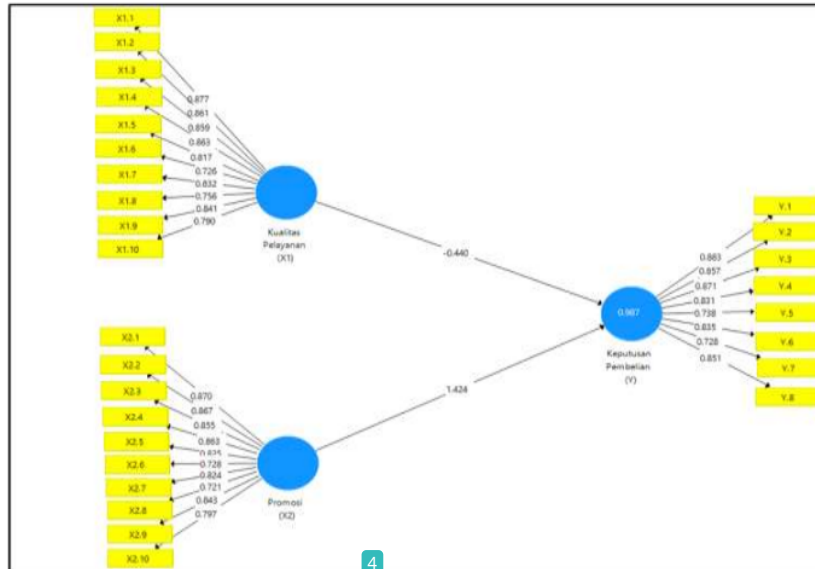 X1.1
X1.2
X1.3
X1.4
X1.5
X1.6
X1.7
X1.8
X1.9
X1.10
0.877
0.861
0.859
0.863
0.817
0.726
0.832
0.756
0.841
0.790
Kualitas
Pelayanan
(X1)
-0.440
X2.1
X2.2
X2.3
X2.4
X2.5
X2.6
X2.7
X2.8
X2.9
X2.10
0.870
0.867
0.855
0.863
0.728
0.824
0.721
0.843
0.797
Promosi
(X2)
1.424
0.987
Keputusan
Pembelian
(Y)
0.863
0.857
0.871
0.831
0.738
0.835
0.728
0.851
Y.1
Y.2
Y.3
Y.4
Y.5
Y.6
Y.7
Y.8
4